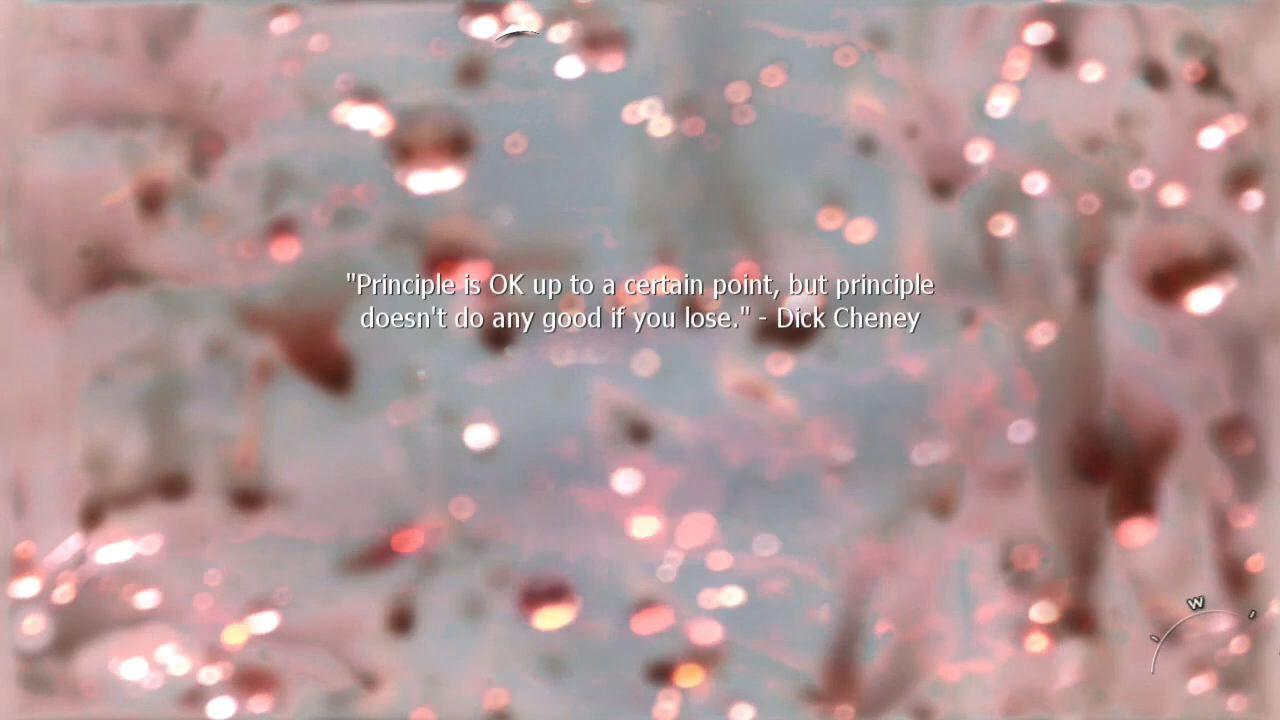 "Principle is OK up to a certain point, but principle
doesn't do any good if you lose." - Dick Cheney
W